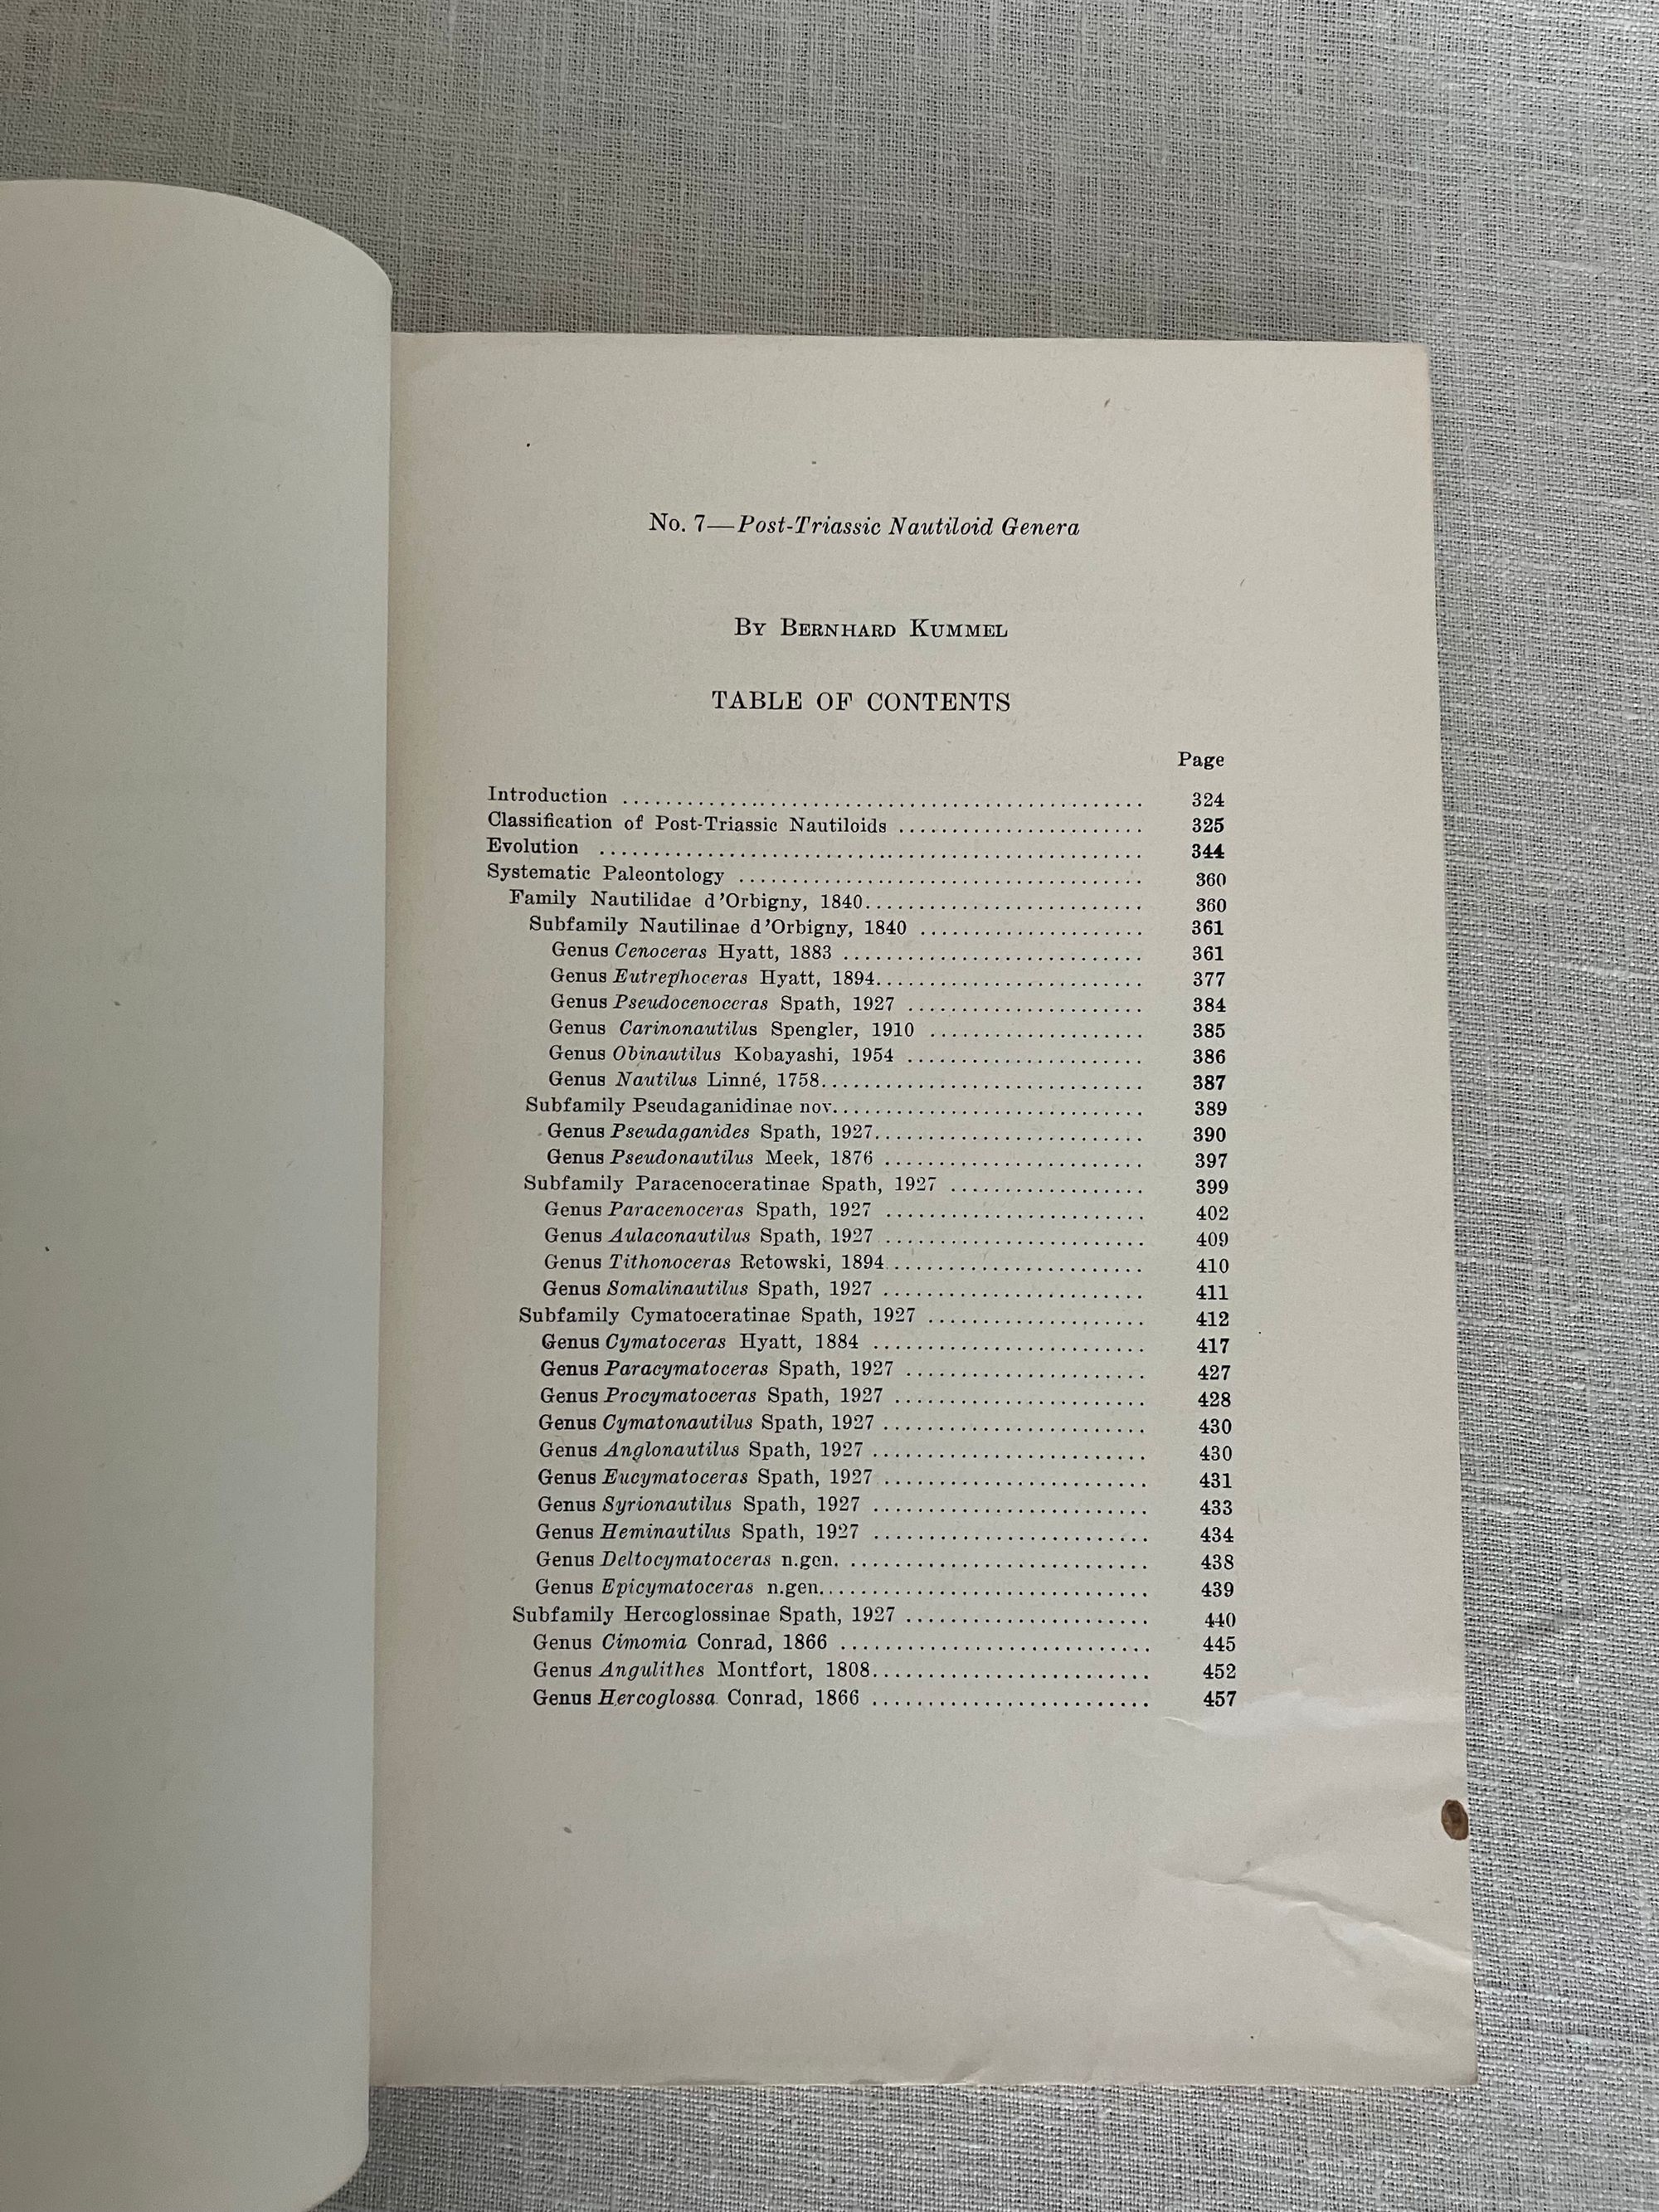 No. 7—Post-Triassic Nautiloid Genera
By Bernhard Kummel
TABLE OF CONTENTS
Page
Introduction ........................................ 324
Classification of Post-Triassic Nautiloids ........................ 325
Evolution ........................................ 344
Systematic Paleontology ........................................ 360
Family Nautilidae d'Orbigny, 1840.......................... 360
Subfamily Nautilinae d'Orbigny, 1840 ..................... 361
Genus Cenoceras Hyatt, 1883 ............................ 361
Genus Eutrephoceras Hyatt, 1894......................... 377
Genus Pseudocenoceras Spath, 1927 ...................... 384
Genus Carinonautilus Spengler, 1910 .................... 385
Genus Obinautilus Kobayashi, 1954 ...................... 386
Genus Nautilus Linné, 1758.............................. 387
Subfamily Pseudaganidinae nov............................. 389
Genus Pseudaganides Spath, 1927......................... 390
Genus Pseudonautilus Meek, 1876 ........................ 397
Subfamily Paracenoceratinae Spath, 1927 .................. 399
Genus Paracenoceras Spath, 1927 ........................ 402
Genus Aulaconautilus Spath, 1927 ....................... 409
Genus Tithonoceras Retowski, 1894....................... 410
Genus Somalinautilus Spath, 1927 ....................... 411
Subfamily Cymatoceratinae Spath, 1927 .................... 412
Genus Cymatoceras Hyatt, 1884 .......................... 417
Genus Paracymatoceras Spath, 1927 ...................... 427
Genus Procymatoceras Spath, 1927 ....................... 428
Genus Cymatonautilus Spath, 1927 ....................... 430
Genus Anglonautilus Spath, 1927 ........................ 430
Genus Eucymatoceras Spath, 1927 ........................ 431
Genus Syrionautilus Spath, 1927 ........................ 433
Genus Heminautilus Spath, 1927 ......................... 434
Genus Deltocymatoceras n.gen. .......................... 438
Genus Epicymatoceras n.gen.............................. 439
Subfamily Hercoglossinae Spath, 1927 ..................... 440
Genus Cimomia Conrad, 1866 ............................. 445
Genus Angulithes Montfort, 1808......................... 452
Genus Hercoglossa Conrad, 1866 ......................... 457